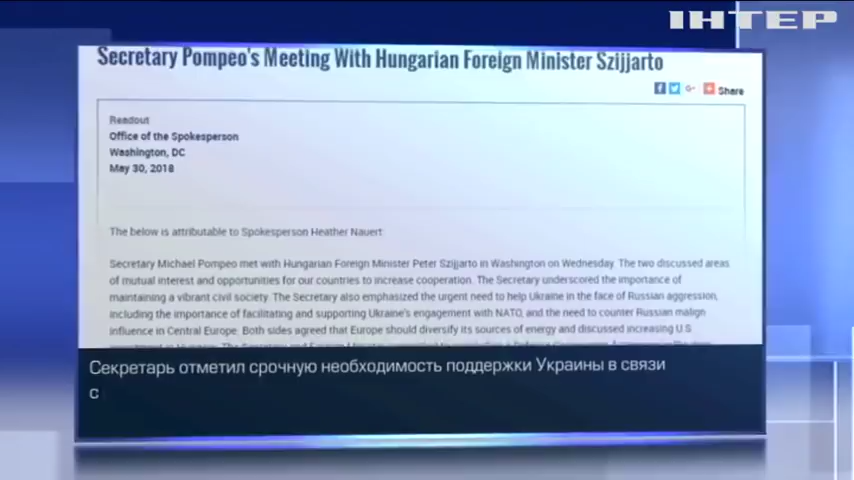 ІНТЕР
Secretary Pompeo's Meeting With Hungarian Foreign Minister Szijjarto
Share
Readout
Office of the Spokesperson
Washington, DC
May 30, 2018
The below is attributable to Spokesperson Heather Nauert
Secretary Michael Pompeo met with Hungarian Foreign Minister Peter Szijjarto in Washington on Wednesday. The two discussed areas
of mutual interest and opportunities for our countries to increase cooperation. The Secretary underscored the importance of
maintaining a vibrant civil society. The Secretary also emphasized the urgent need to help Ukraine in the face of Russian aggression,
including the importance of facilitating and supporting Ukraine's engagement with NATO, and the need to counter Russian malign
influence in Central Europe. Both sides agreed that Europe should diversify its sources of energy and discussed increasing U.S.
Секретарь отметил срочную необходимость поддержки Украины в связи
с